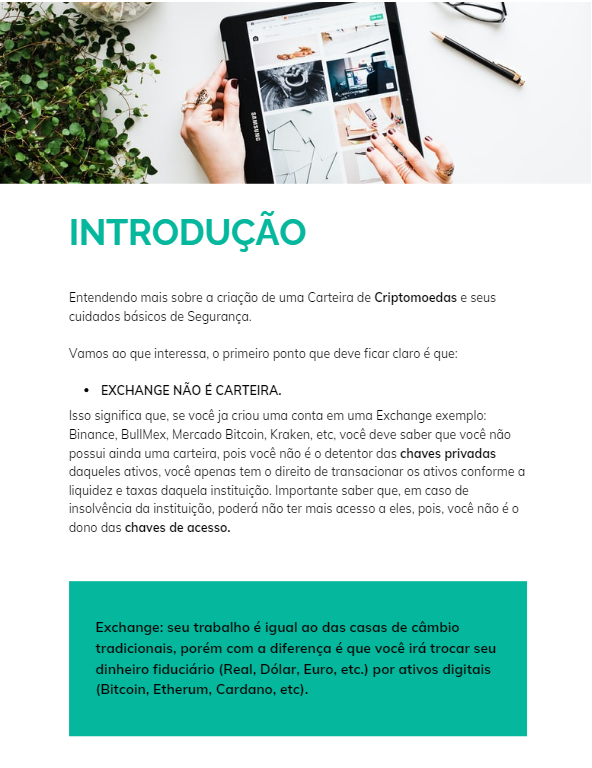 SAMSUNG
INTRODUÇÃO
Entendendo mais sobre a criação de uma Carteira de Criptomoedas e seus
cuidados básicos de Segurança.
Vamos ao que interessa, o primeiro ponto que deve ficar claro é que:
• EXCHANGE NÃO É CARTEIRA.
Isso significa que, se você ja criou uma conta em uma Exchange exemplo:
Binance, BullMex, Mercado Bitcoin, Kraken, etc, você deve saber que você não
possui ainda uma carteira, pois você não é o detentor das chaves privadas
daqueles ativos, você apenas tem o direito de transacionar os ativos conforme a
liquidez e taxas daquela instituição. Importante saber que, em caso de
insolvência da instituição, poderá não ter mais acesso a eles, pois, você não é o
dono das chaves de acesso.
Exchange: seu trabalho é igual ao das casas de câmbio
tradicionais, porém com a diferença é que você irá trocar seu
dinheiro fiduciário (Real, Dólar, Euro, etc.) por ativos digitais
(Bitcoin, Etherum, Cardano, etc).